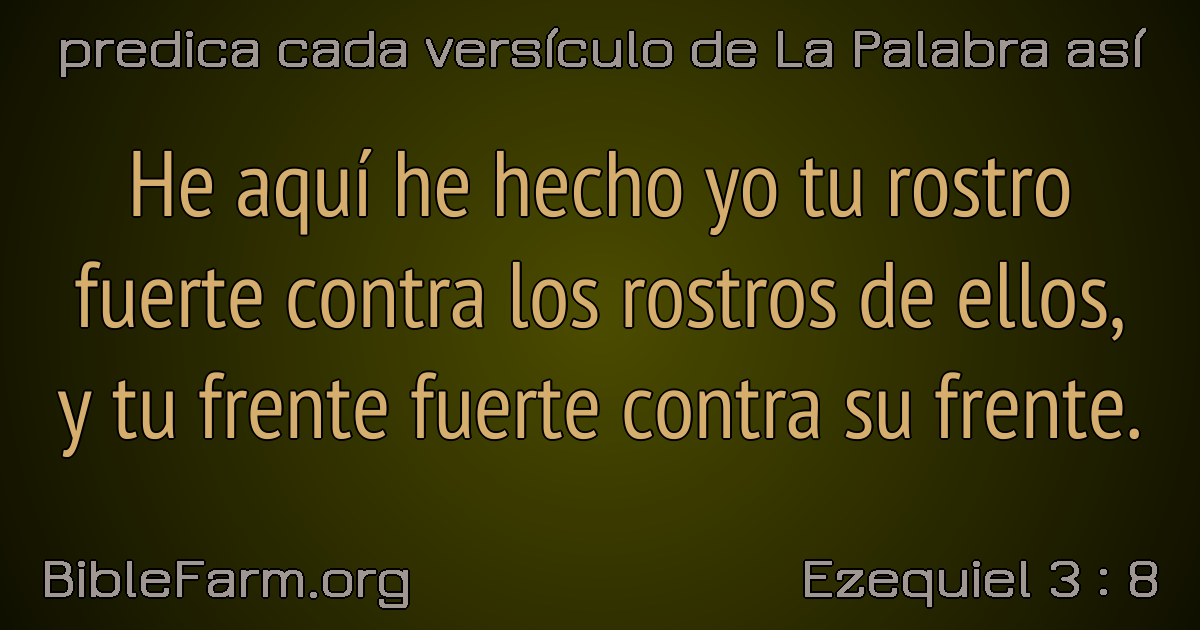 predica cada versículo de La Palabra así
He aquí he hecho yo tu rostro
fuerte contra los rostros de ellos,
y tu frente fuerte contra su frente.
BibleFarm.org
Ezequiel 3 : 8